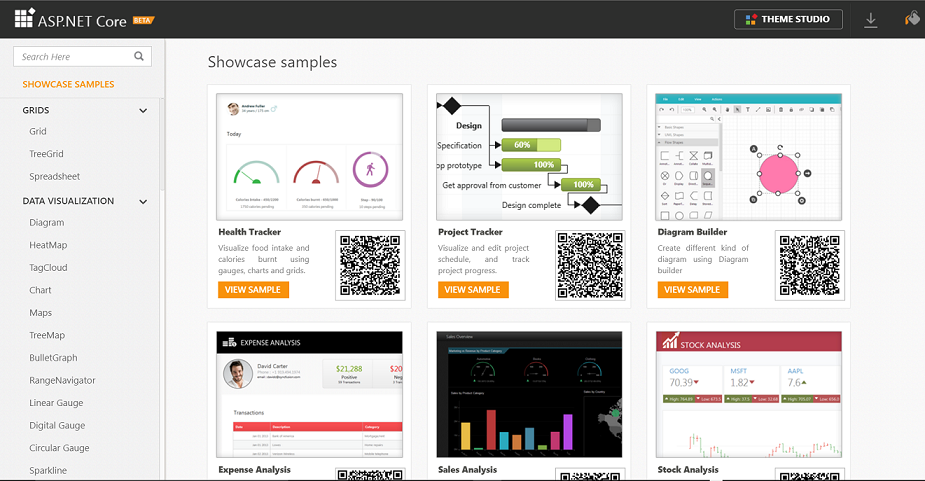 ASP.NET Core BETA
THEME STUDIO
Search Here
SHOWCASE SAMPLES
GRIDS
Grid
TreeGrid
Spreadsheet
DATA VISUALIZATION
Diagram
HeatMap
TagCloud
Chart
Maps
TreeMap
BulletGraph
RangeNavigator
Linear Gauge
Digital Gauge
Circular Gauge
Sparkline
Showcase samples
Andrew Fuller
Today
Health Tracker
Visualize food intake and
calories burnt using
gauges, charts and grids.
VIEW SAMPLE
Design
Specification
60%
op prototype
100%
Get approval from customer
100%
Design complete
Project Tracker
Visualize and edit project
schedule, and track
project progress.
VIEW SAMPLE
Basic Shapes
Flow Shapes
Diagram Builder
Create different kind of
diagram using Diagram
builder
VIEW SAMPLE
EXPENSE ANALYSIS
David Carter
$21,288
Positive
$20
Transactions
Expense Analysis
Sales Overview
Sales Analysis
STOCK ANALYSIS
GOOG
70.39
MSFT
1.82
AAPL
7.6
Stock Analysis